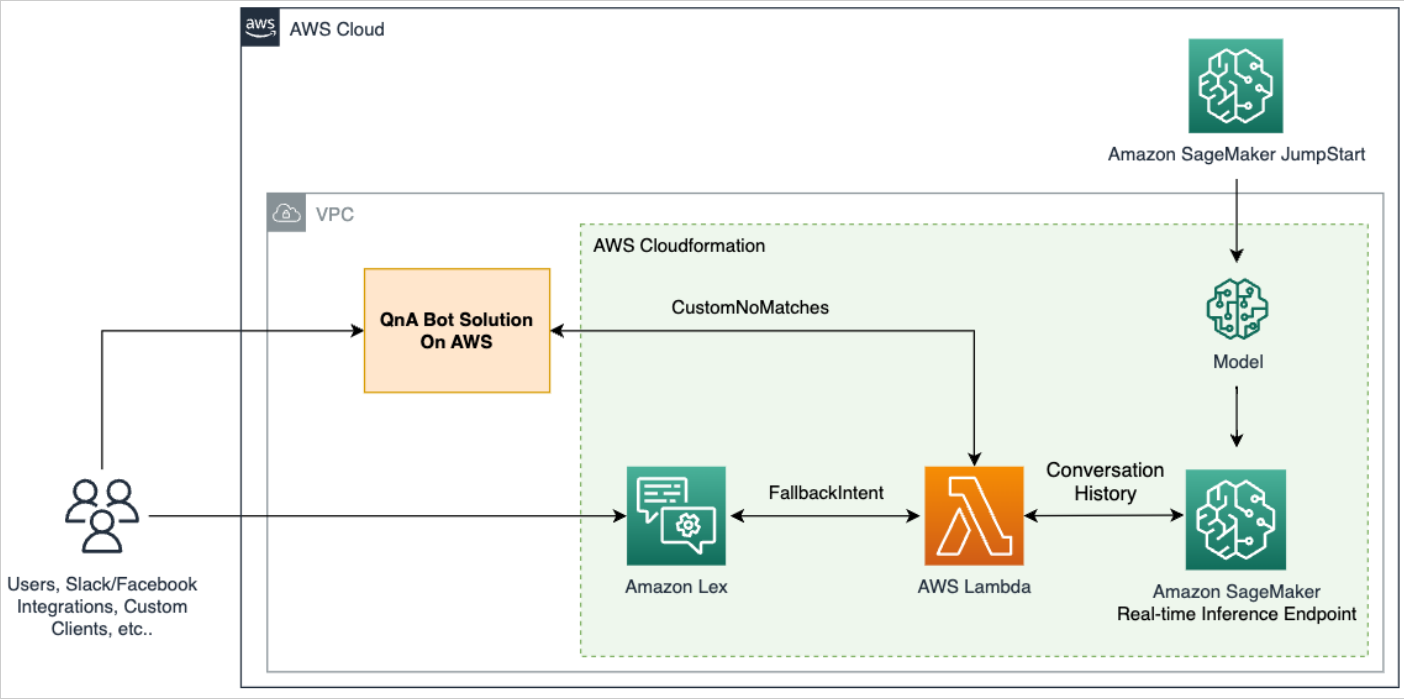 aws
AWS Cloud
Amazon SageMaker JumpStart
VPC
AWS Cloudformation
QnA Bot Solution
On AWS
CustomNoMatches
Model
Conversation
History
FallbackIntent
Users, Slack/Facebook
Integrations, Custom
Clients, etc..
Amazon Lex
AWS Lambda
Amazon SageMaker
Real-time Inference Endpoint